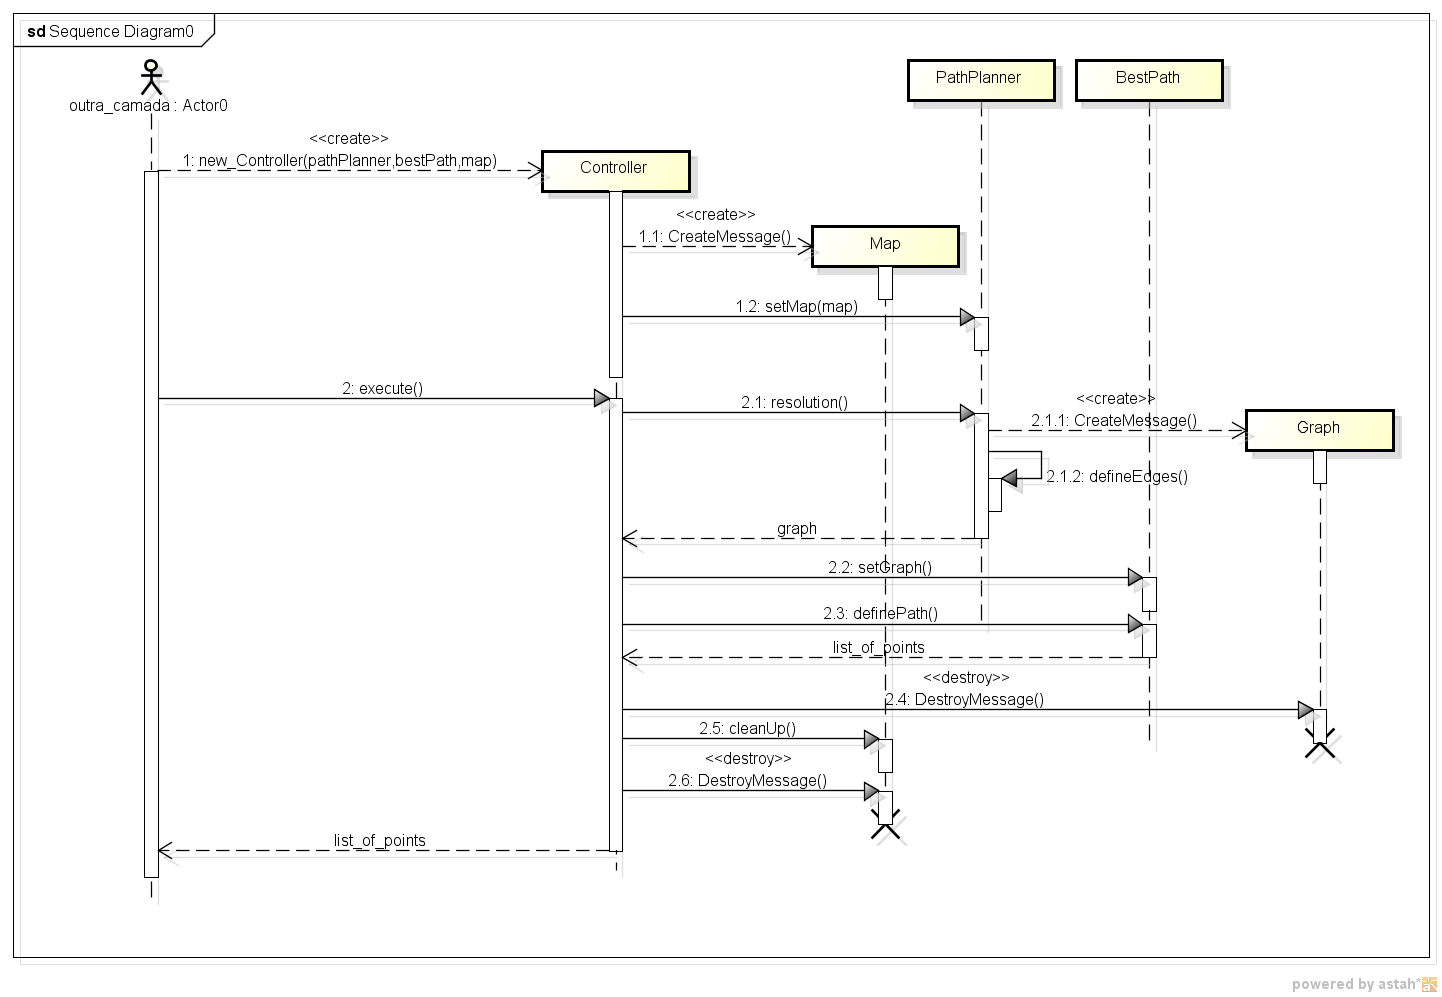 sd Sequence Diagram0
outra_camada : Actor0
PathPlanner
BestPath
<<create>>
1: new_Controller(pathPlanner,bestPath,map)
Controller
<<create>>
1.1: CreateMessage()
Map
1.2: setMap(map)
2: execute()
2.1: resolution()
<<create>>
2.1.1: CreateMessage()
Graph
2.1.2: defineEdges()
graph
2.2: setGraph()
2.3: definePath()
list_of_points
<<destroy>>
2.4: DestroyMessage()
2.5: cleanUp()
<<destroy>>
2.6: DestroyMessage()
list_of_points
powered by astah*